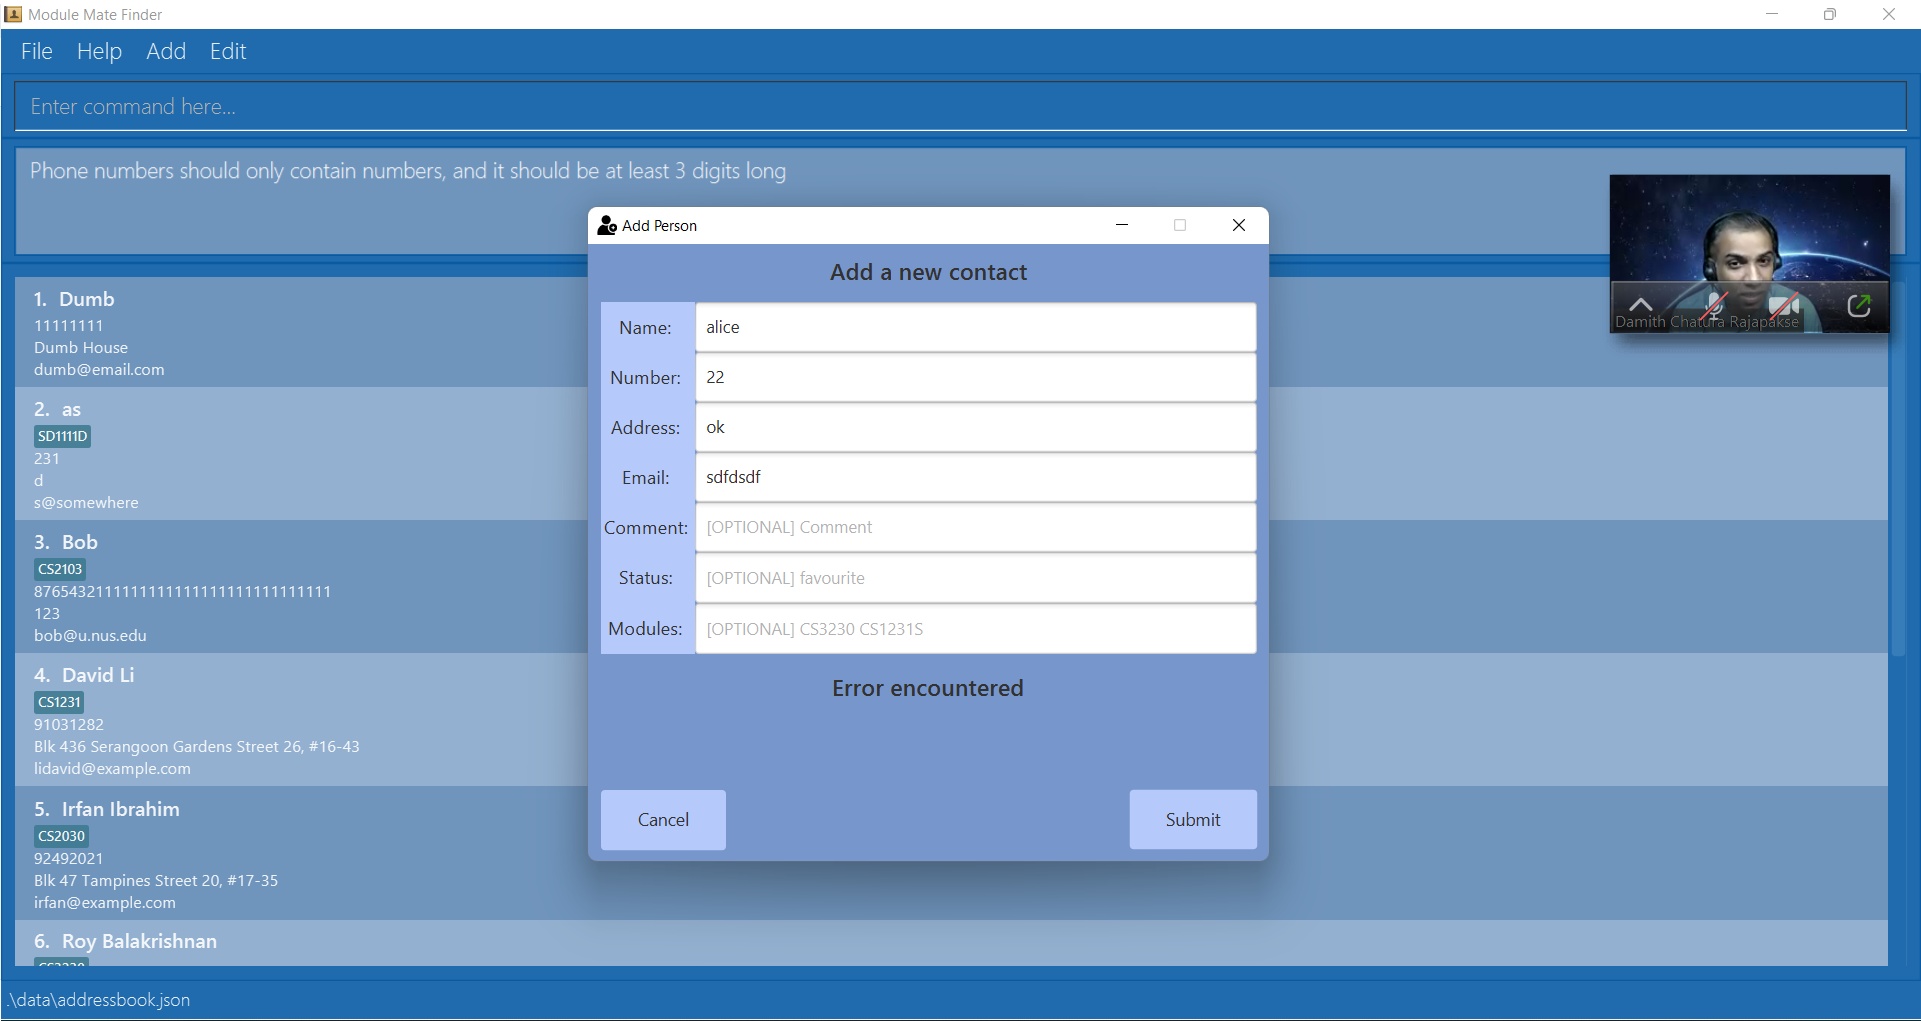 Module Mate Finder
File Help Add Edit
Enter command here...
Phone numbers should only contain numbers, and it should be at least 3 digits long
Damith Chatura Rajapakse
1. Dumb
11111111
Dumb House
dumb@email.com
2. as
SD1111D
231
d
s@somewhere
3. Bob
CS2103
123
bob@u.nus.edu
4. David Li
CS1231
91031282
Blk 436 Serangoon Gardens Street 26, #16-43
lidavid@example.com
5. Irfan Ibrahim
CS2030
92492021
Blk 47 Tampines Street 20, #17-35
irfan@example.com
6. Roy Balakrishnan
.\data\addressbook.json
Add Person
Add a new contact
Name: alice
Number: 22
Address: ok
Email: sdfdsdf
Comment: [OPTIONAL] Comment
Status: [OPTIONAL] favourite
Modules: [OPTIONAL] CS3230 CS1231S
Error encountered
Cancel Submit